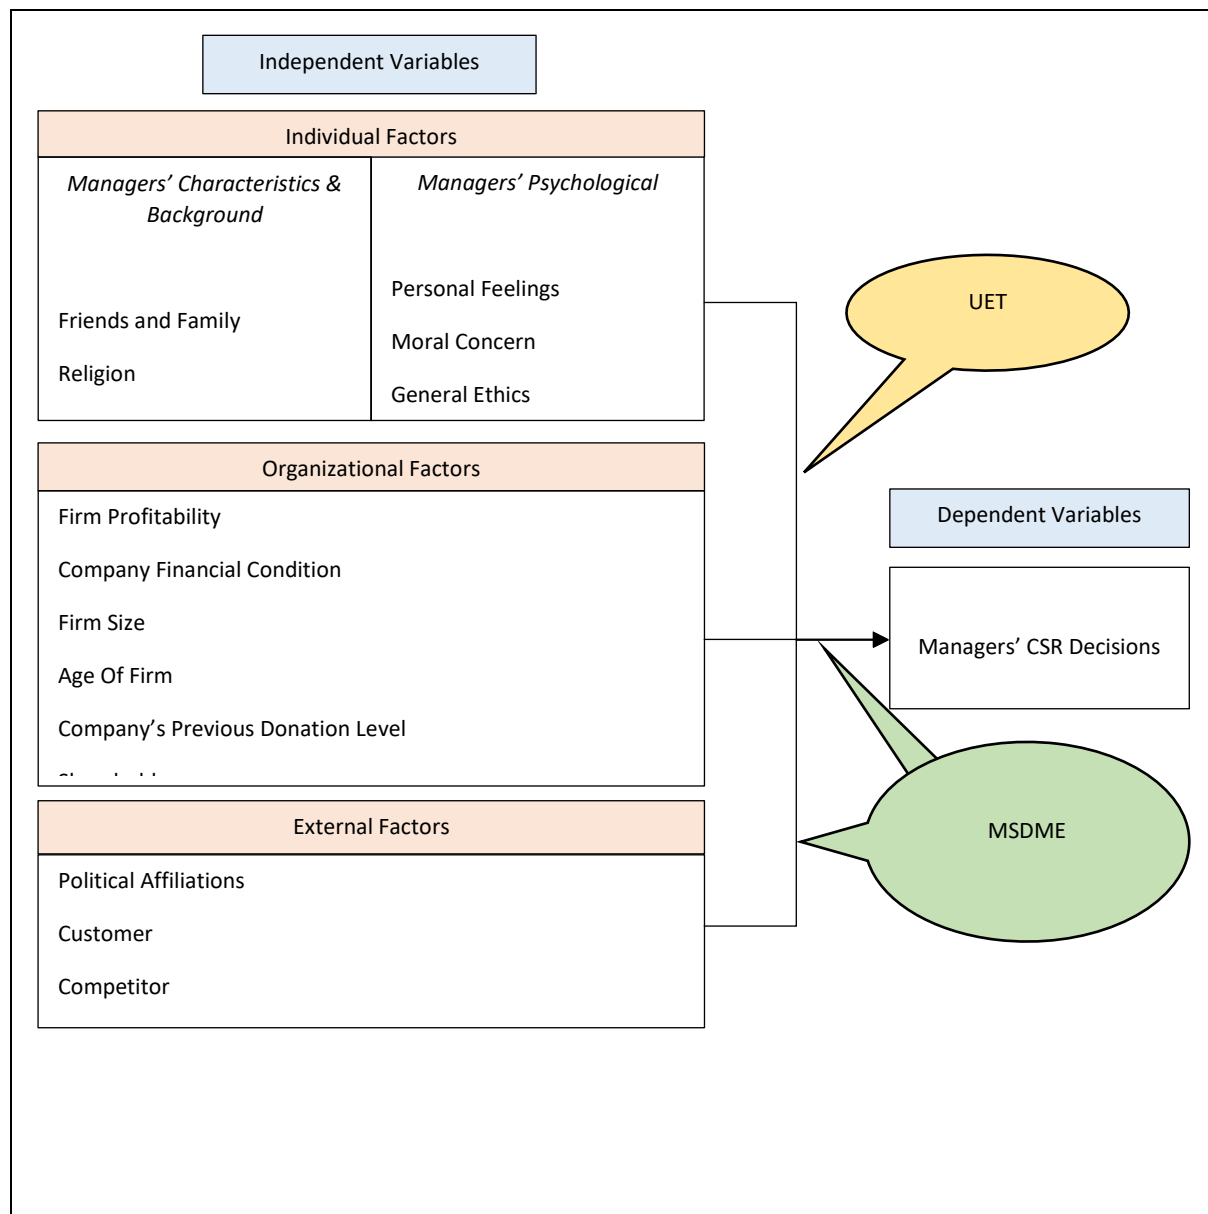 Independent Variables
Individual Factors
Managers’ Characteristics &
Background
Friends and Family
Religion
Managers’ Psychological
Personal Feelings
Moral Concern
General Ethics
UET
Organizational Factors
Firm Profitability
Company Financial Condition
Firm Size
Age Of Firm
Company’s Previous Donation Level
Dependent Variables
Managers’ CSR Decisions
External Factors
Political Affiliations
Customer
Competitor
MSDME